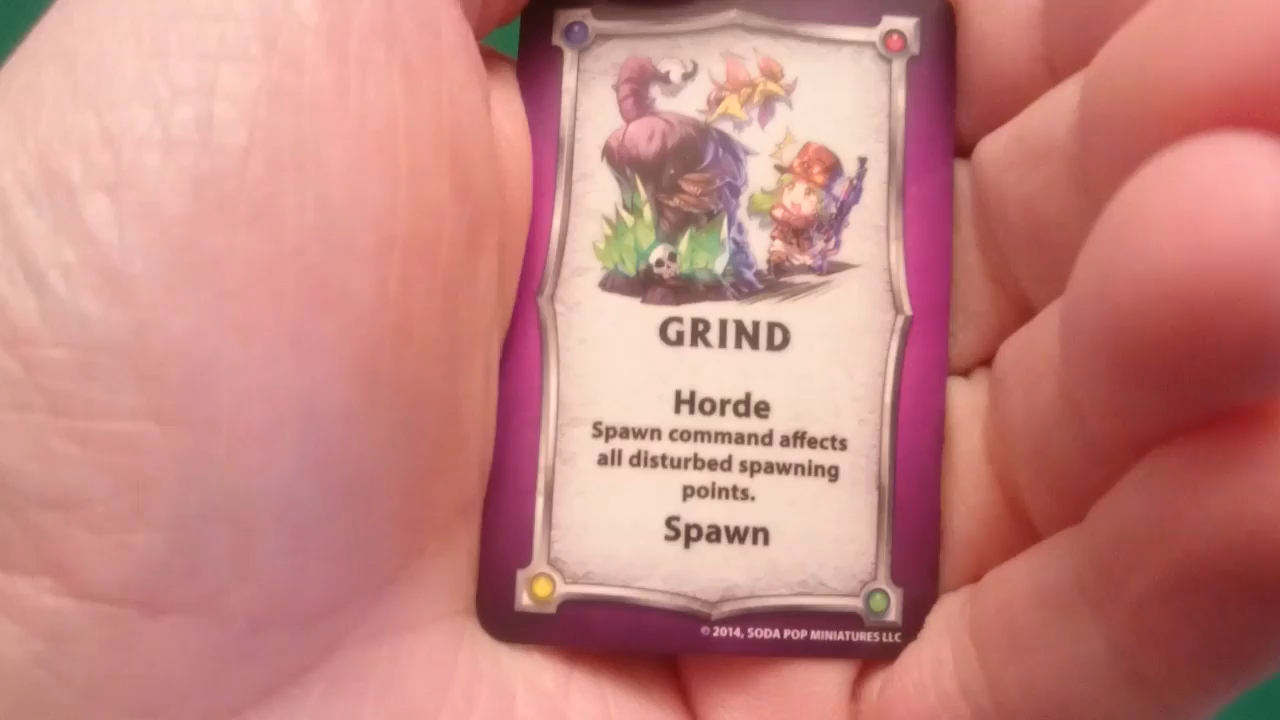 GRIND
Horde
Spawn command affects
all disturbed spawning
points.
Spawn
© 2014, SODA POP MINIATURES LLC